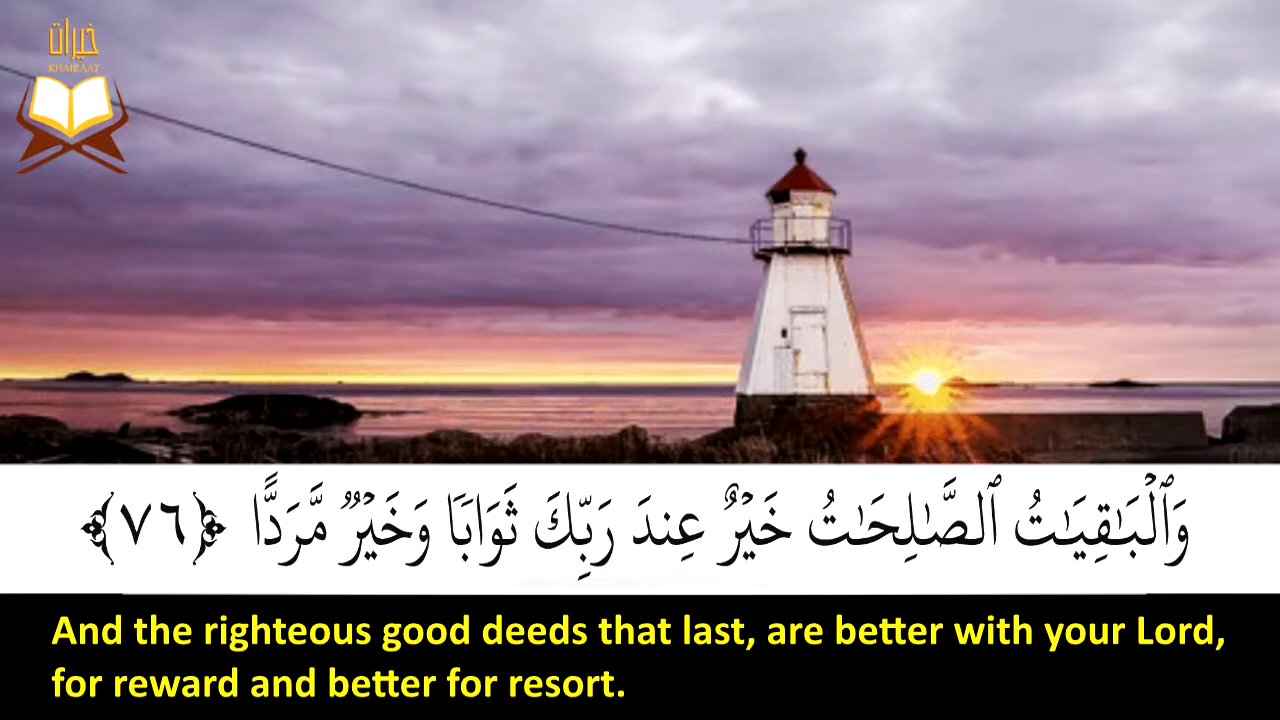 خيرات
KHAIRAAT
وَٱلْبَـٰقِيَـٰتُ ٱلصَّـٰلِحَـٰتُ خَيْرٌ عِندَ رَبِّكَ ثَوَابًا وَخَيْرٌ مَّرَدًّا ﴿٧٦﴾
And the righteous good deeds that last, are better with your Lord,
for reward and better for resort.